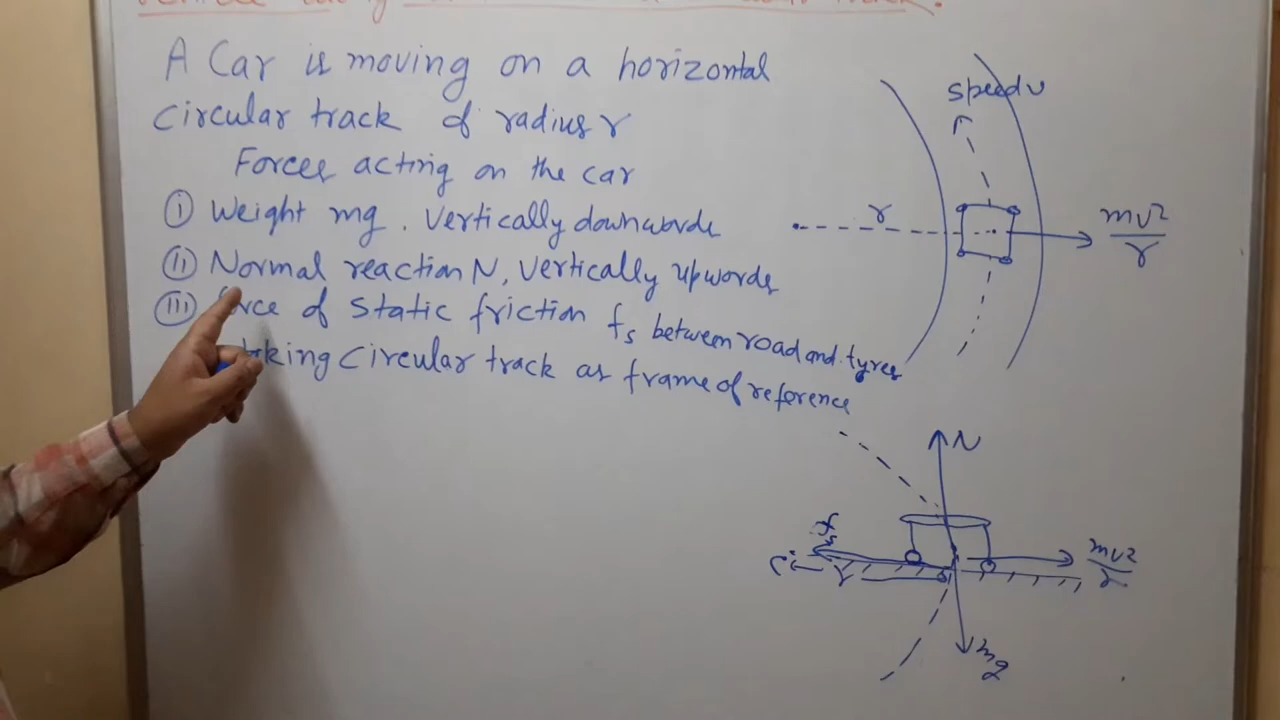 A Car is moving on a horizontal
circular track of radius r
Forces acting on the car
(i) Weight mg. Vertically downwards
(ii) Normal reaction N, Vertically upwards
(iii) force of Static friction fs between road and tyres
taking Circular track as frame of reference
speed v
r
mv²/r
N
fs
C
r
mv²/r
mg